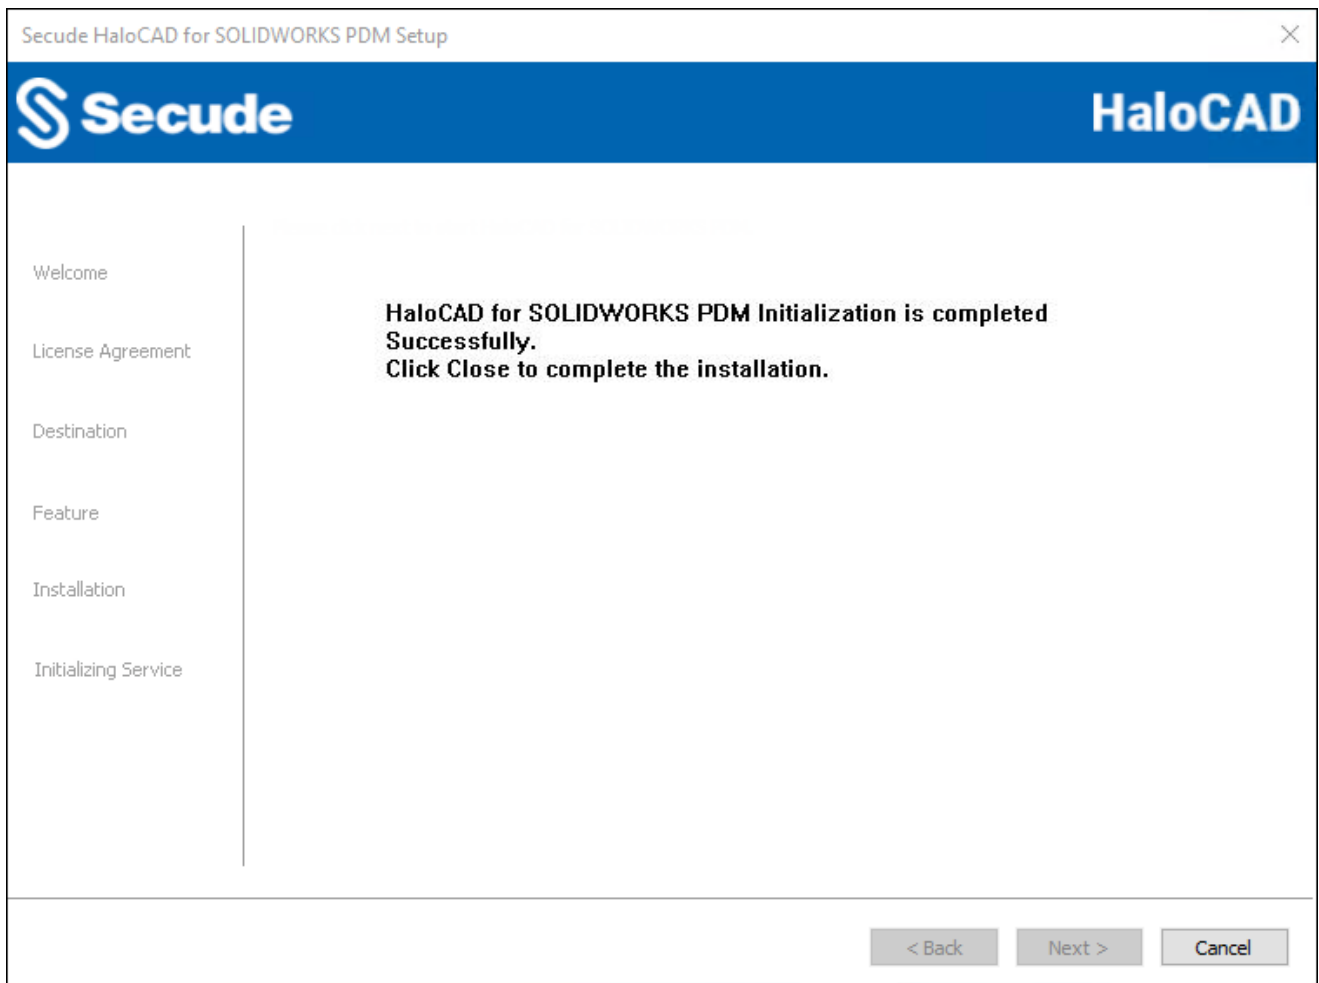 Secude HaloCAD for SOLIDWORKS PDM Setup
Secude
HaloCAD
Welcome
License Agreement
Destination
Feature
Installation
Initializing Service
HaloCAD for SOLIDWORKS PDM Initialization is completed
Successfully.
Click Close to complete the installation.
< Back
Next >
Cancel